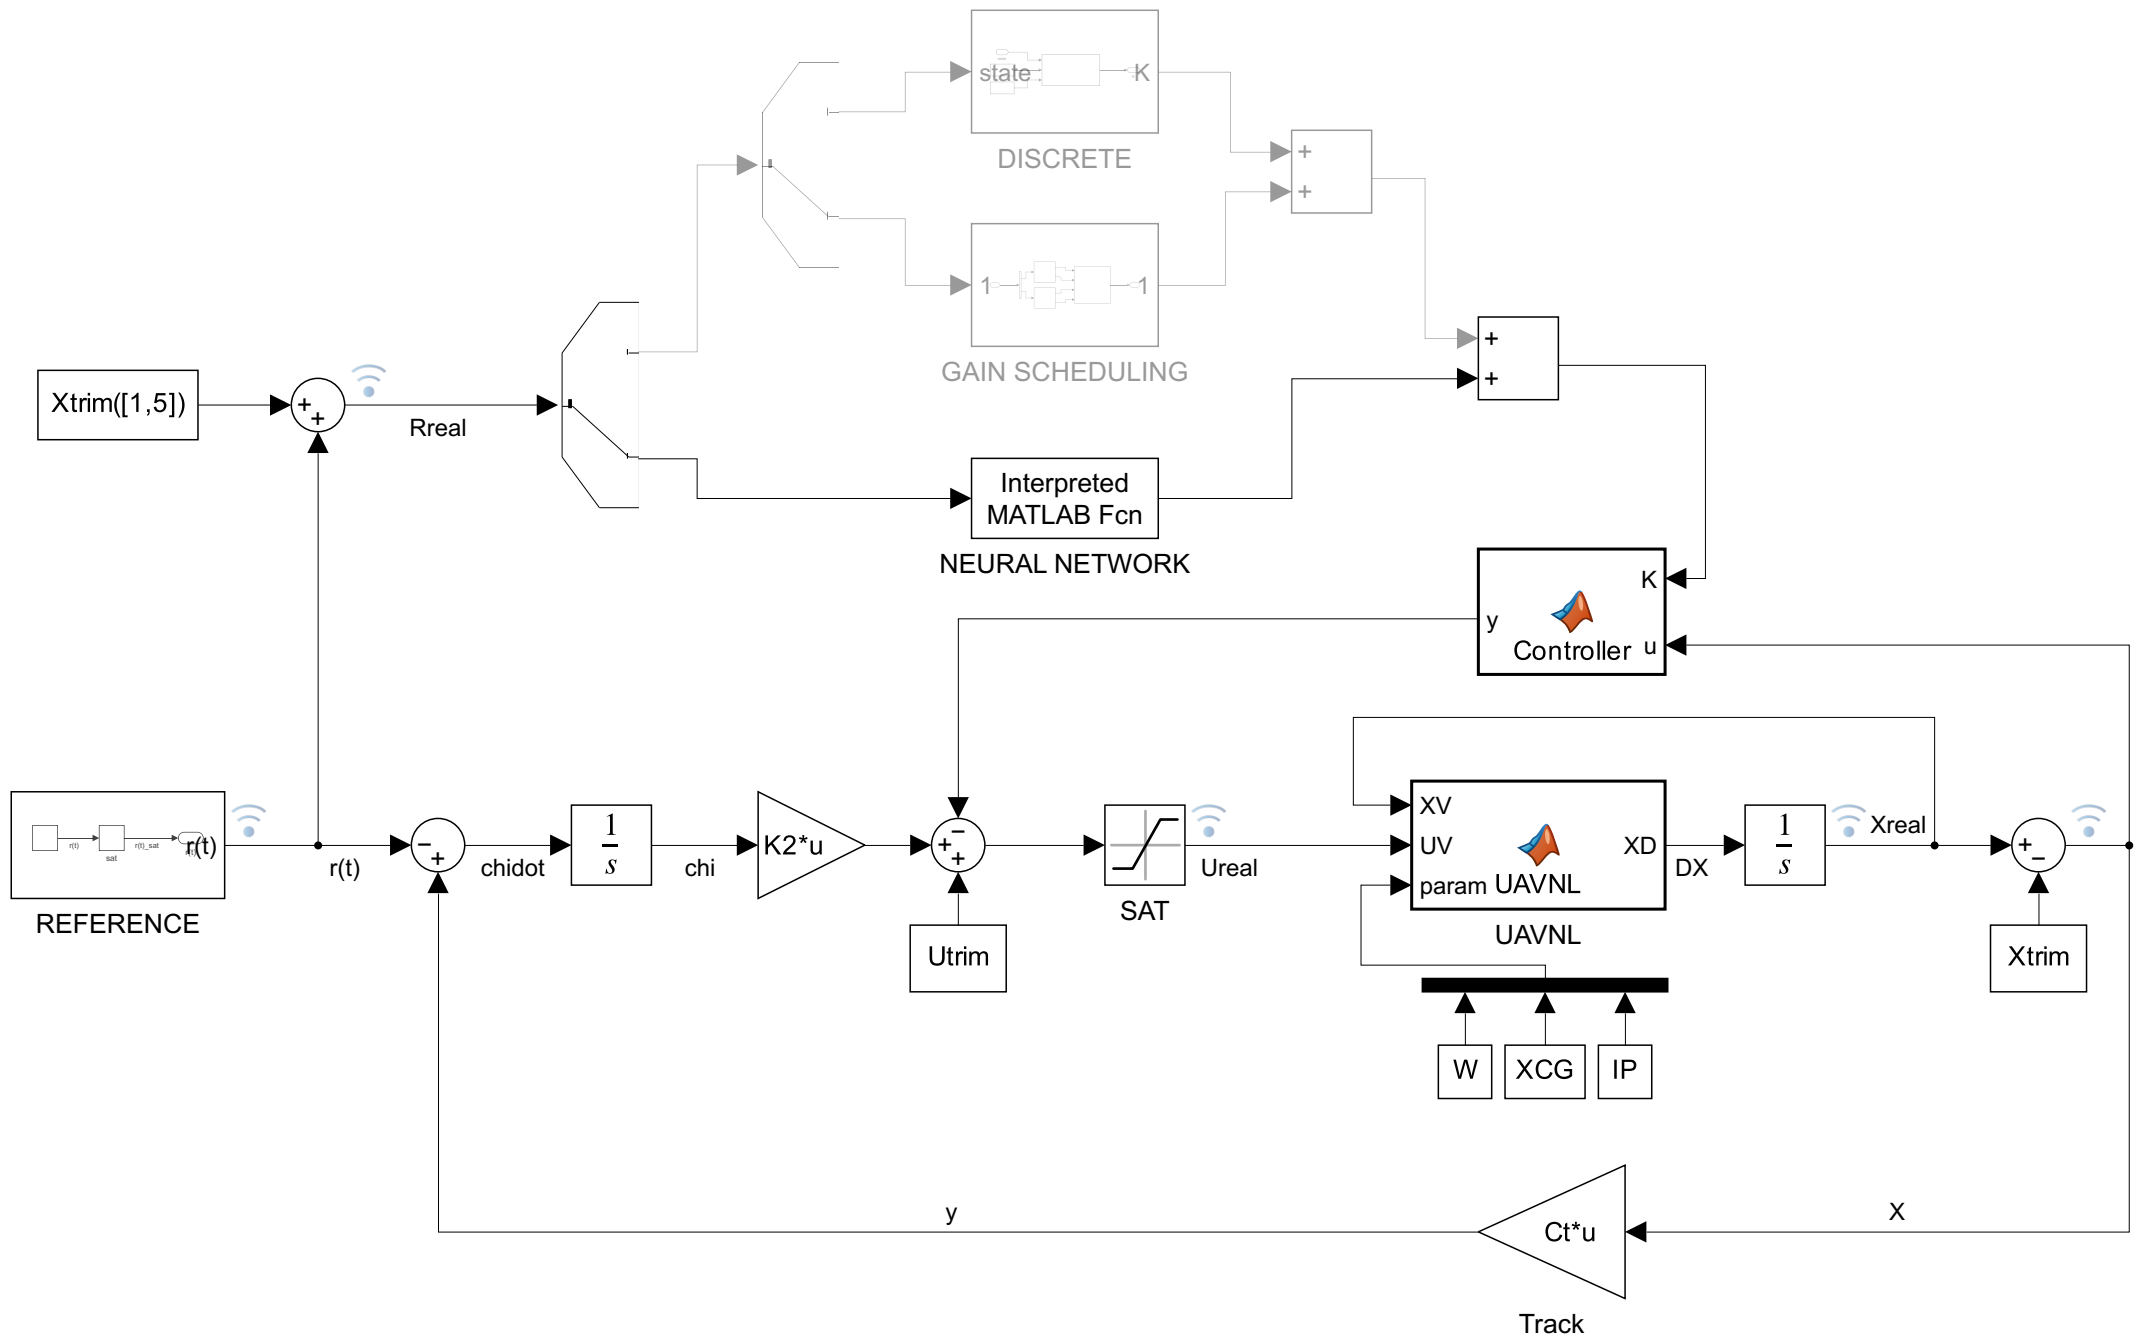 state
K
DISCRETE
+
+
1
1
GAIN SCHEDULING
+
+
Xtrim([1,5])
+
+
Rreal
Interpreted
MATLAB Fcn
NEURAL NETWORK
K
y
Controller
u
r(t)
sat
r(t)_sat
r(t)
REFERENCE
r(t)
−
+
chidot
1
s
chi
K2*u
−
+
+
Utrim
SAT
Ureal
XV
UV
param
UAVNL
XD
UAVNL
DX
1
s
Xreal
+
−
Xtrim
W
XCG
IP
y
Ct*u
X
Track